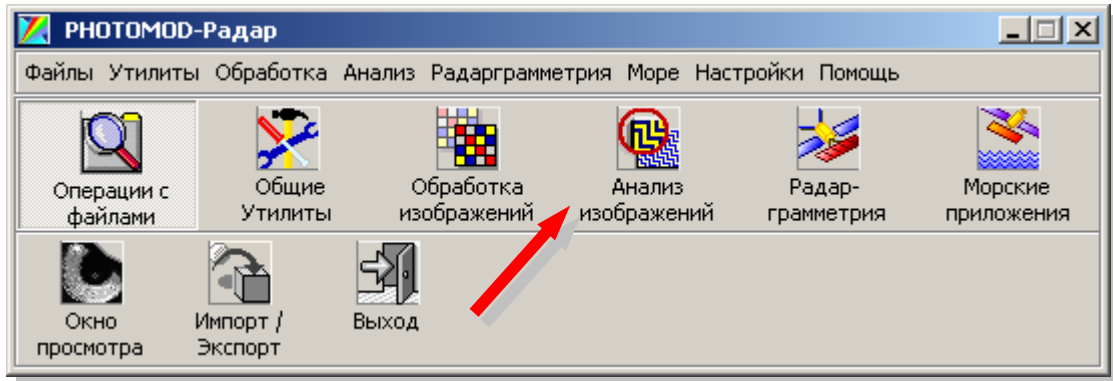 PHOTOMOD-Радар
Файлы Утилиты Обработка Анализ Радарграмметрия Море Настройки Помощь
Операции с
файлами
Общие
Утилиты
Обработка
изображений
Анализ
изображений
Радар-
грамметрия
Морские
приложения
Окно
просмотра
Импорт /
Экспорт
Выход